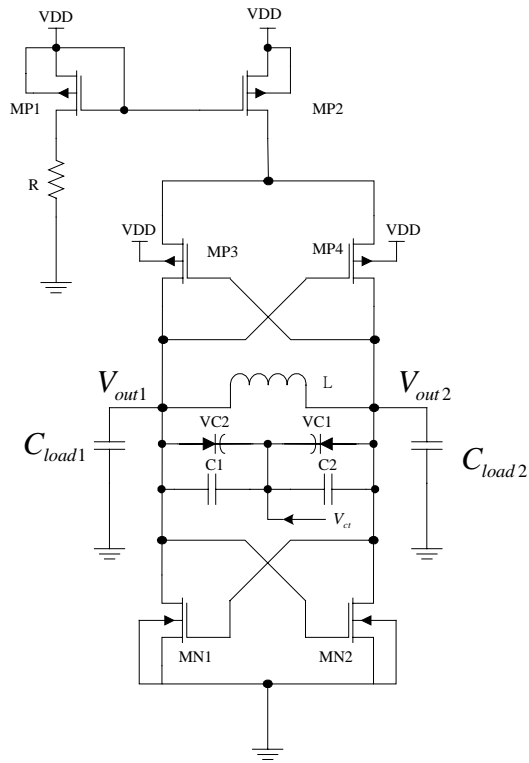 VDD
VDD
MP1
MP2
R
VDD
VDD
MP3
MP4
Vout1
L
Vout2
VC2
VC1
Cload1
C1
C2
Cload2
Vct
MN1
MN2